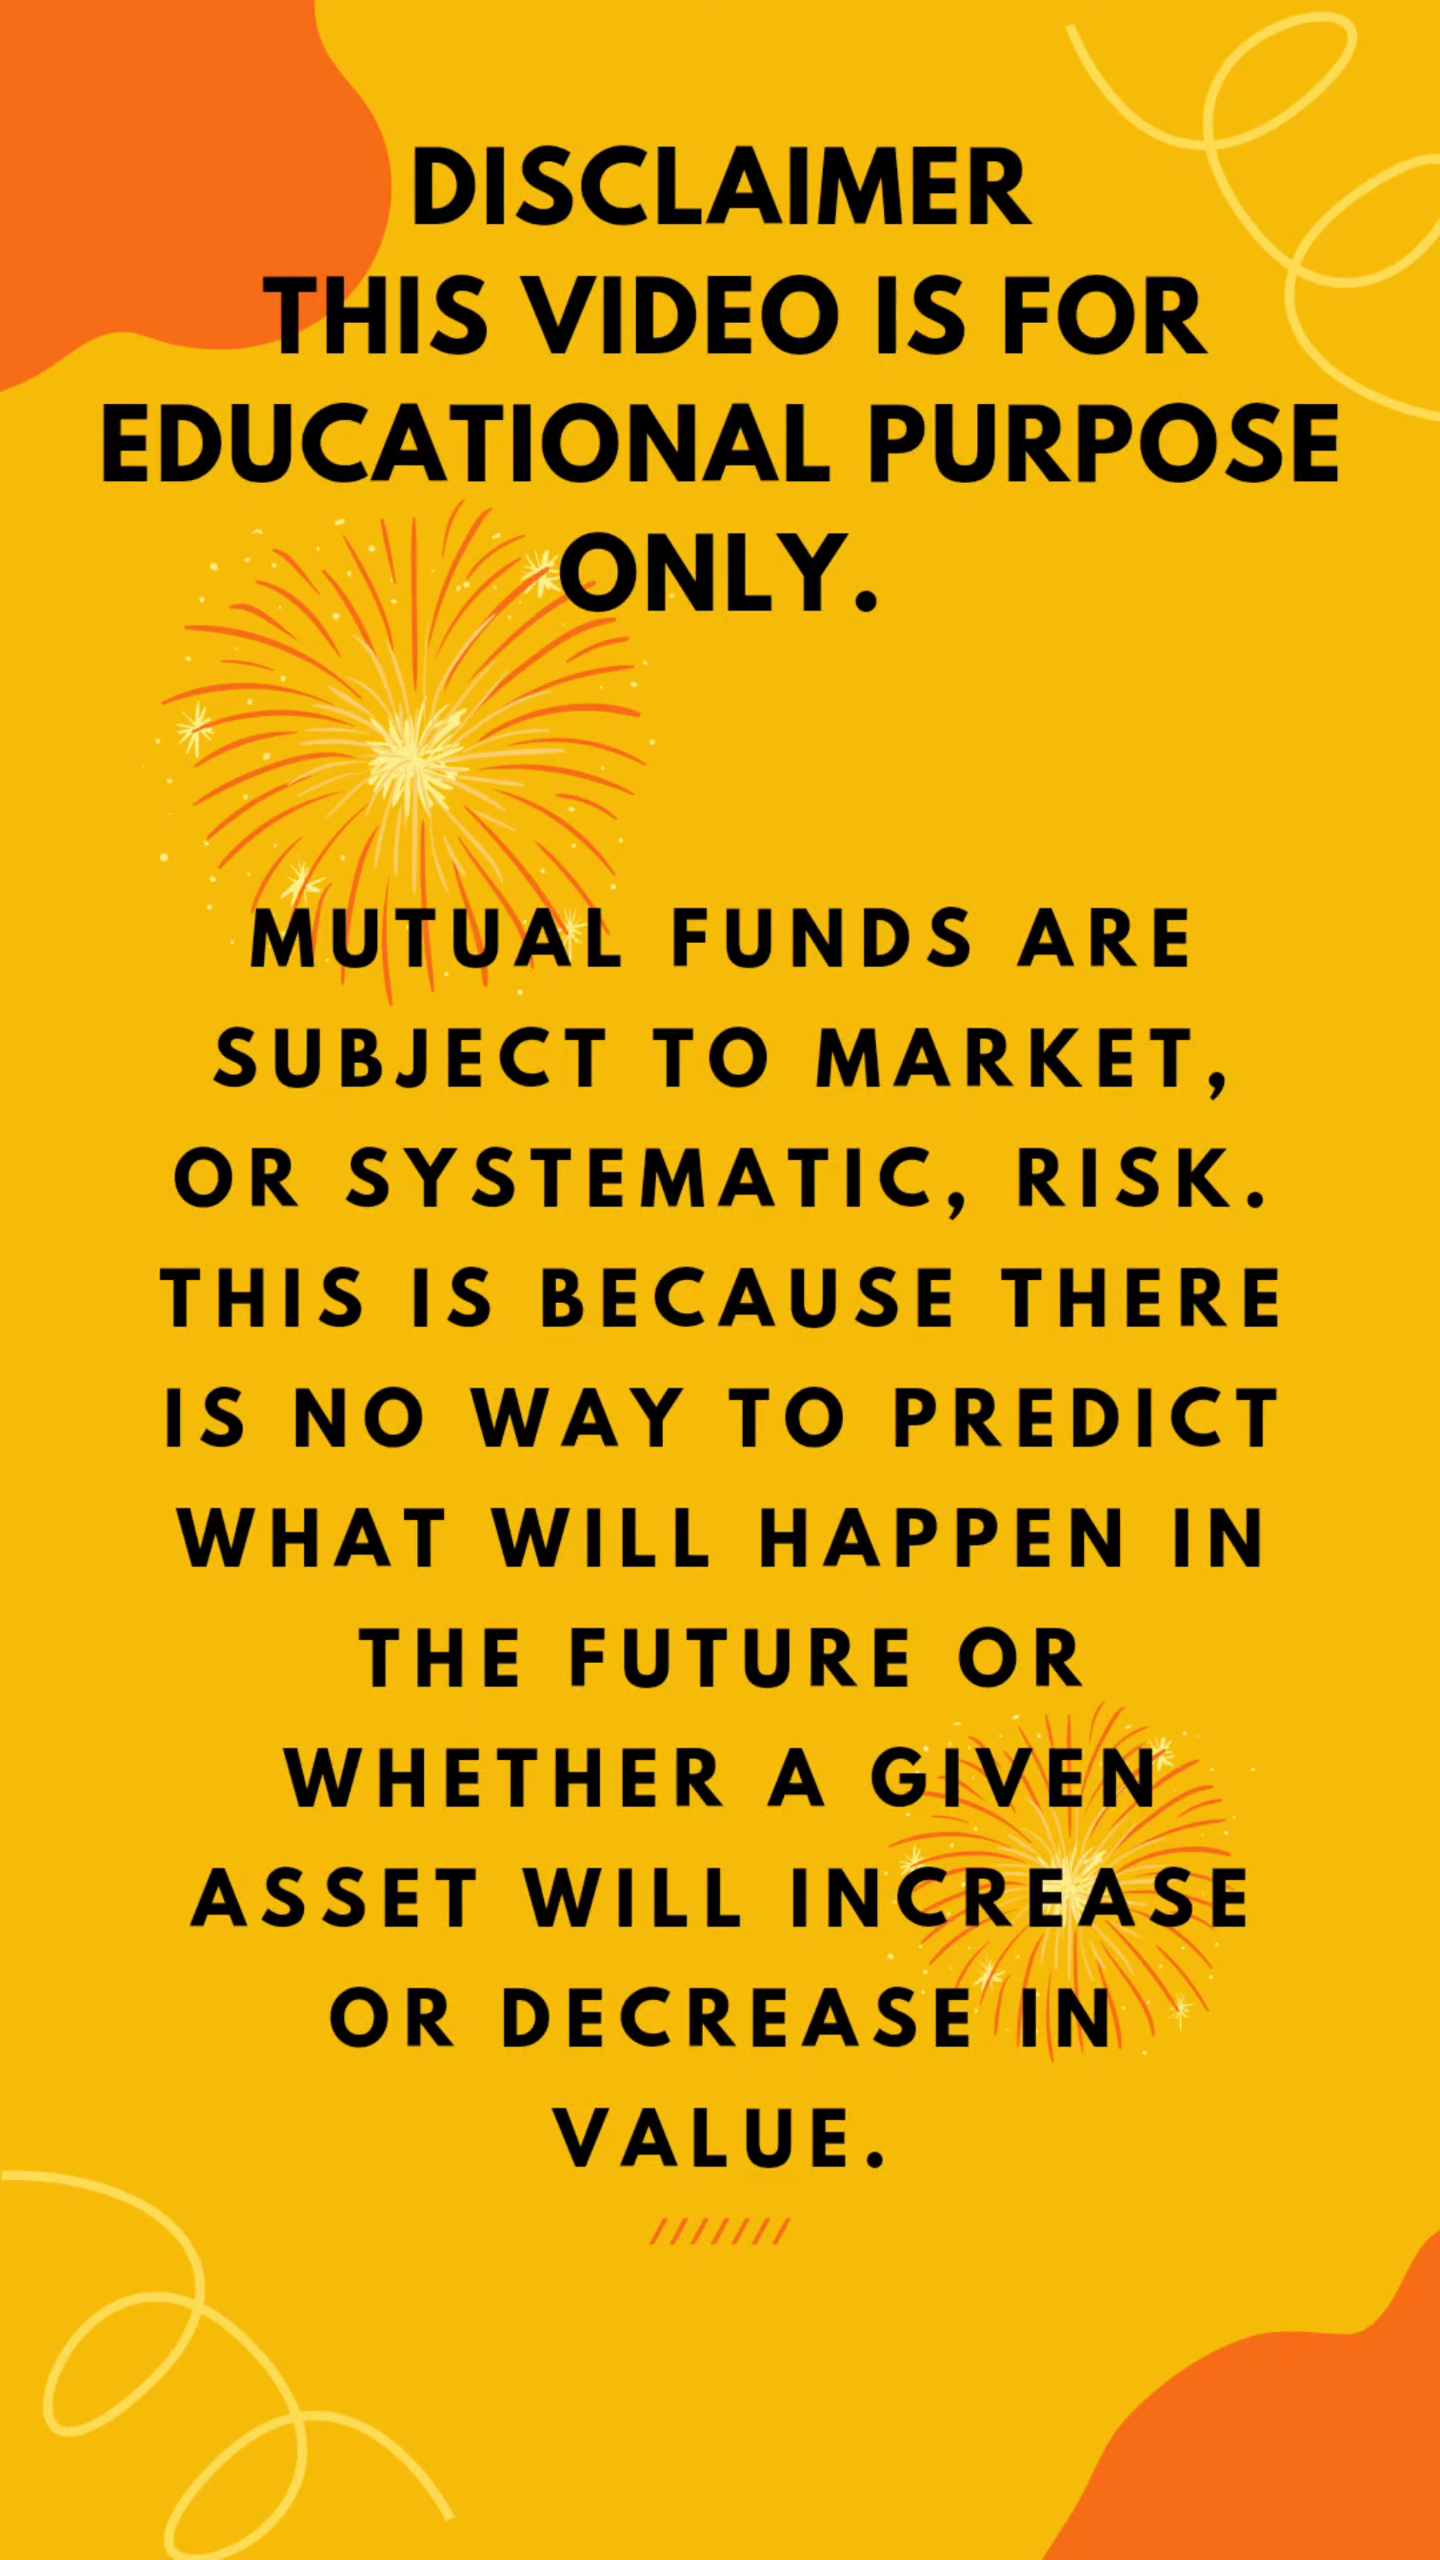 DISCLAIMER
THIS VIDEO IS FOR
EDUCATIONAL PURPOSE
ONLY.
MUTUAL FUNDS ARE
SUBJECT TO MARKET,
OR SYSTEMATIC, RISK.
THIS IS BECAUSE THERE
IS NO WAY TO PREDICT
WHAT WILL HAPPEN IN
THE FUTURE OR
WHETHER A GIVEN
ASSET WILL INCREASE
OR DECREASE IN
VALUE.